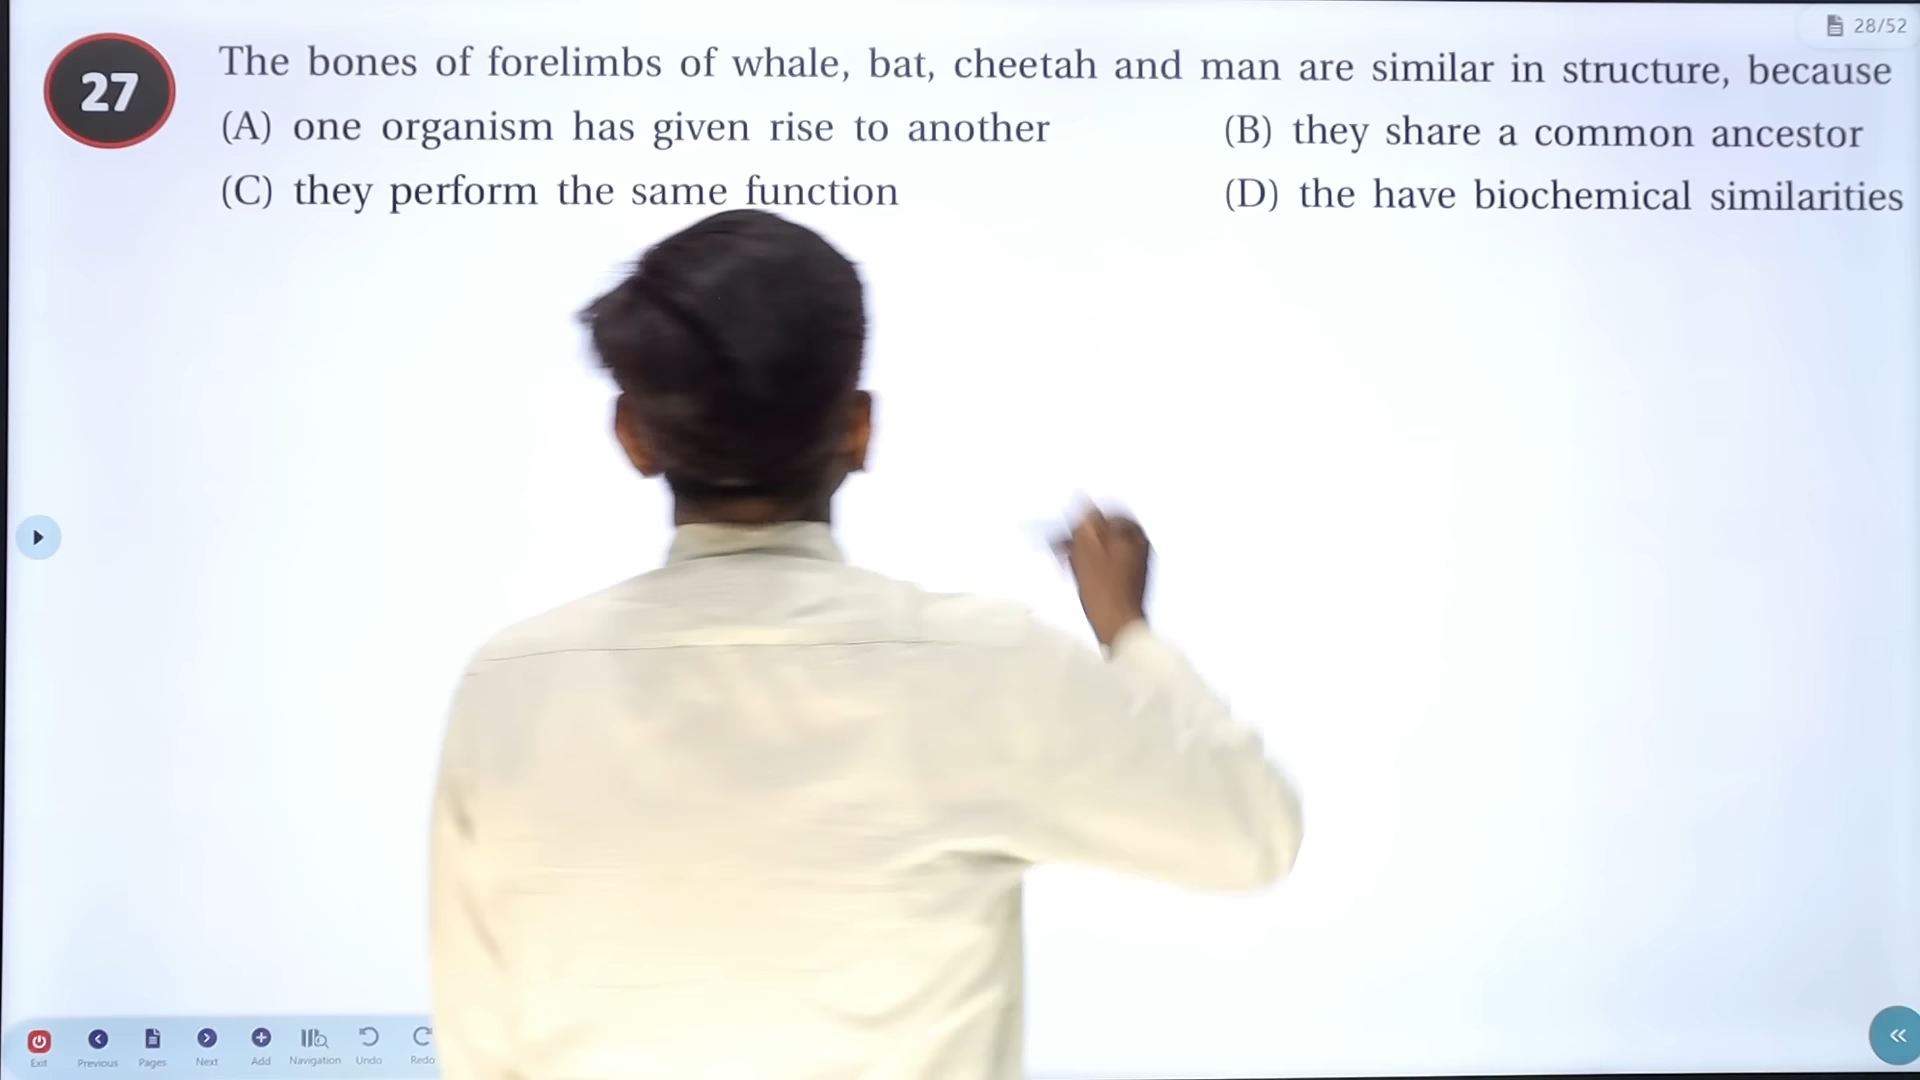 28/52
27
The bones of forelimbs of whale, bat, cheetah and man are similar in structure, because
(A) one organism has given rise to another (B) they share a common ancestor
(C) they perform the same function (D) the have biochemical similarities
Exit Previous Pages Next Add Navigation Undo Redo